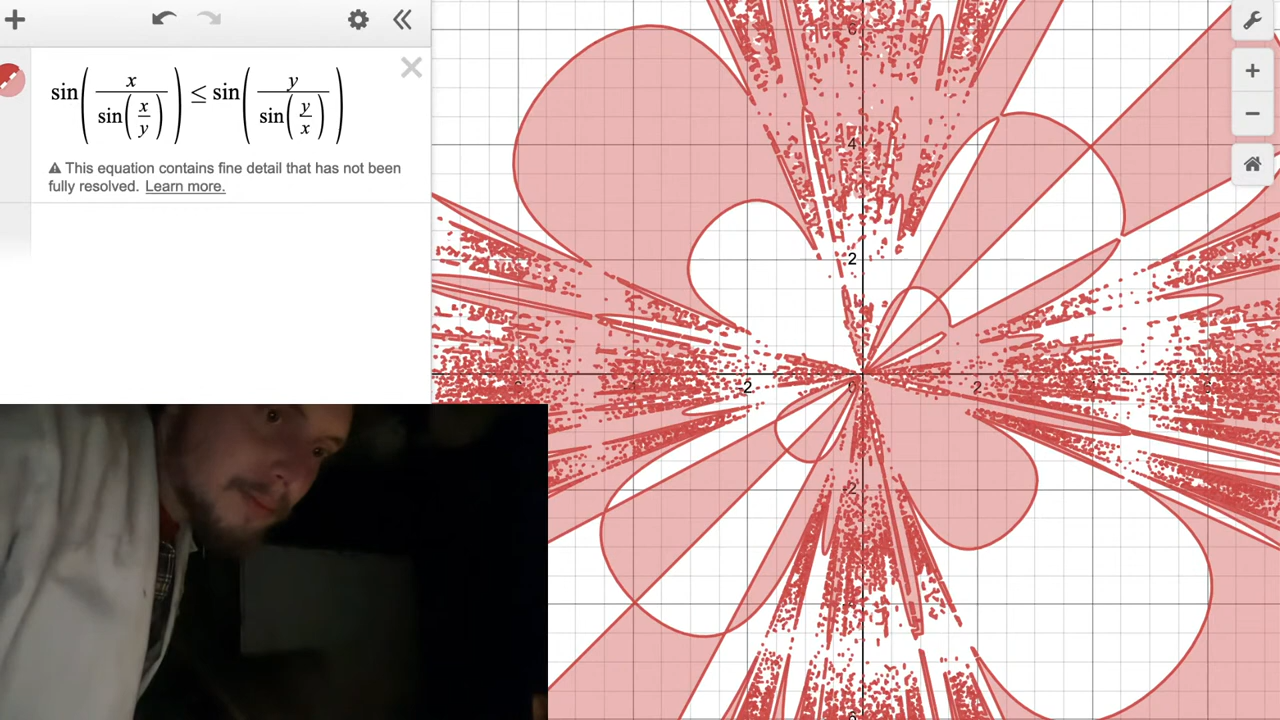 sin( x / sin( x / y ) ) ≤ sin( y / sin( y / x ) )
This equation contains fine detail that has not been
fully resolved. Learn more.
6
4
2
-2
0
2
-2